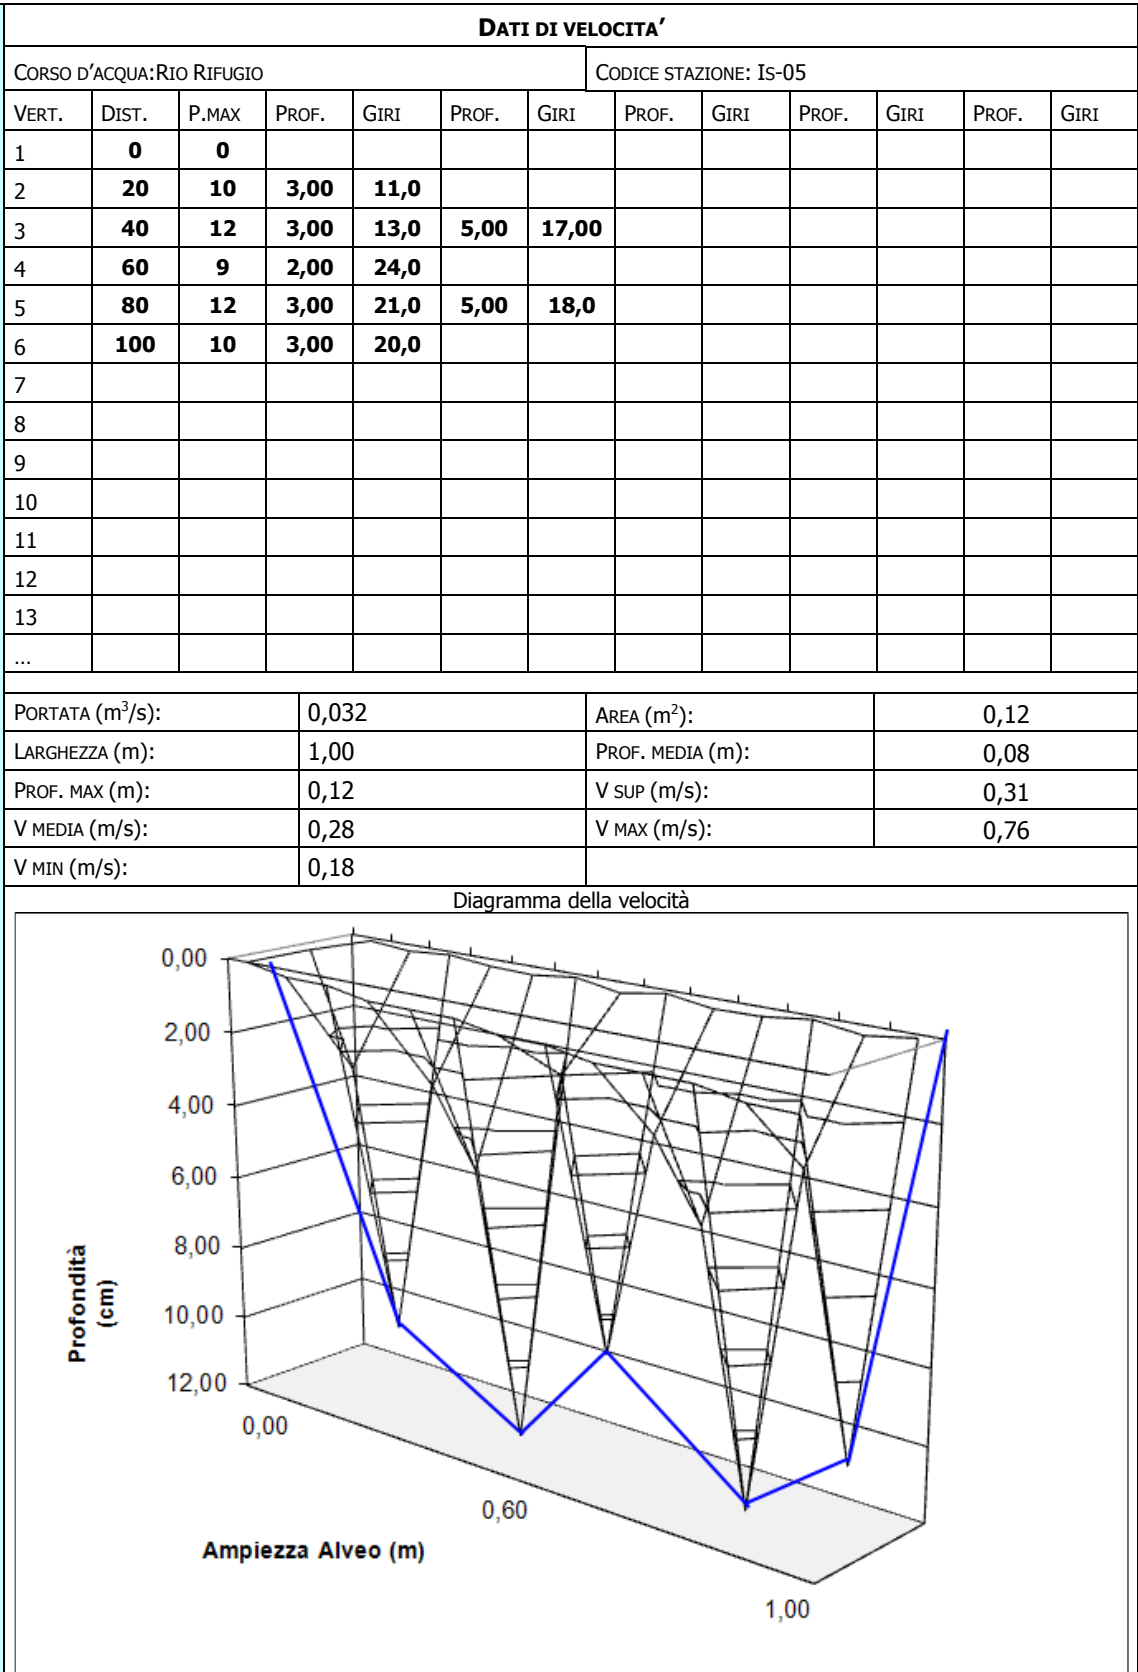 DATI DI VELOCITA’
CORSO D’ACQUA:RIO RIFUGIO CODICE STAZIONE: IS-05
VERT. DIST. P.MAX PROF. GIRI PROF. GIRI PROF. GIRI PROF. GIRI PROF. GIRI
1 0 0
2 20 10 3,00 11,0
3 40 12 3,00 13,0 5,00 17,00
4 60 9 2,00 24,0
5 80 12 3,00 21,0 5,00 18,0
6 100 10 3,00 20,0
7
8
9
10
11
12
13
...
PORTATA (m³/s): 0,032 AREA (m²): 0,12
LARGHEZZA (m): 1,00 PROF. MEDIA (m): 0,08
PROF. MAX (m): 0,12 V SUP (m/s): 0,31
V MEDIA (m/s): 0,28 V MAX (m/s): 0,76
V MIN (m/s): 0,18
Diagramma della velocità
0,00
2,00
4,00
6,00
8,00
10,00
12,00
Profondità
(cm)
0,00
0,60
1,00
Ampiezza Alveo (m)